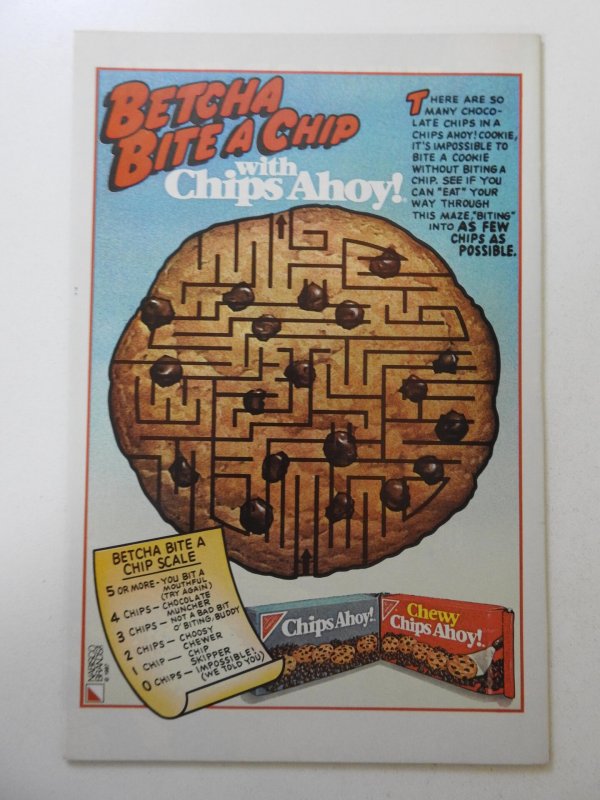 BETCHA
BITE A CHIP
with
Chips Ahoy!
THERE ARE SO
MANY CHOCO-
LATE CHIPS IN A
CHIPS AHOY! COOKIE,
IT'S IMPOSSIBLE TO
BITE A COOKIE
WITHOUT BITING A
CHIP. SEE IF YOU
CAN "EAT" YOUR
WAY THROUGH
THIS MAZE, "BITING"
INTO AS FEW
CHIPS AS
POSSIBLE.
BETCHA BITE A
CHIP SCALE
5 OR MORE - YOU BIT A
MOUTHFUL
(TRY AGAIN)
4 CHIPS - CHOCOLATE
MUNCHER
3 CHIPS - NOT A BAD BIT
O' BITING, BUDDY
2 CHIPS - CHOOSY
CHEWER
1 CHIP - CHIP
SKIPPER
0 CHIPS - IMPOSSIBLE!
(WE TOLD YOU)
Chips Ahoy!
Chewy
Chips Ahoy!
NABISCO
BRANDS
© 1987